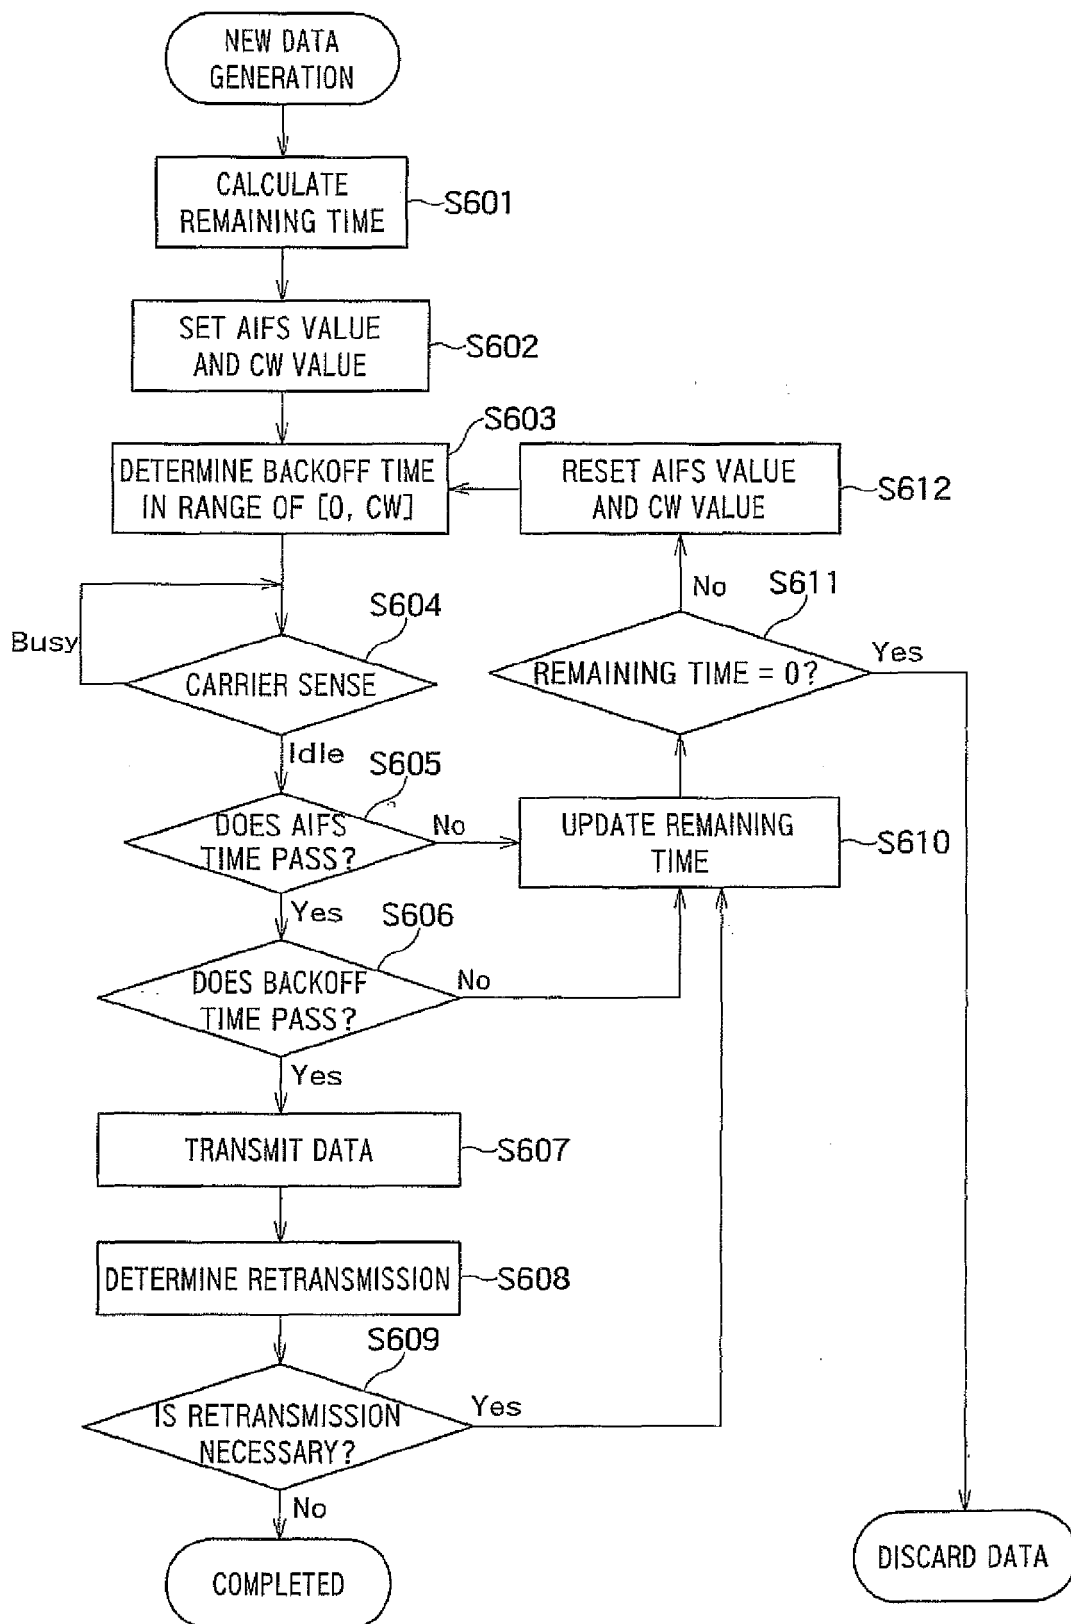 NEW DATA
GENERATION
CALCULATE
REMAINING TIME
S601
SET AIFS VALUE
AND CW VALUE
S602
S603
DETERMINE BACKOFF TIME
IN RANGE OF [0, CW]
RESET AIFS VALUE
AND CW VALUE
S612
No
S611
S604
Busy
CARRIER SENSE
REMAINING TIME = 0?
Yes
Idle
S605
DOES AIFS
TIME PASS?
No
UPDATE REMAINING
TIME
S610
Yes
S606
DOES BACKOFF
TIME PASS?
No
Yes
TRANSMIT DATA
S607
DETERMINE RETRANSMISSION
S608
S609
IS RETRANSMISSION
NECESSARY?
Yes
No
COMPLETED
DISCARD DATA